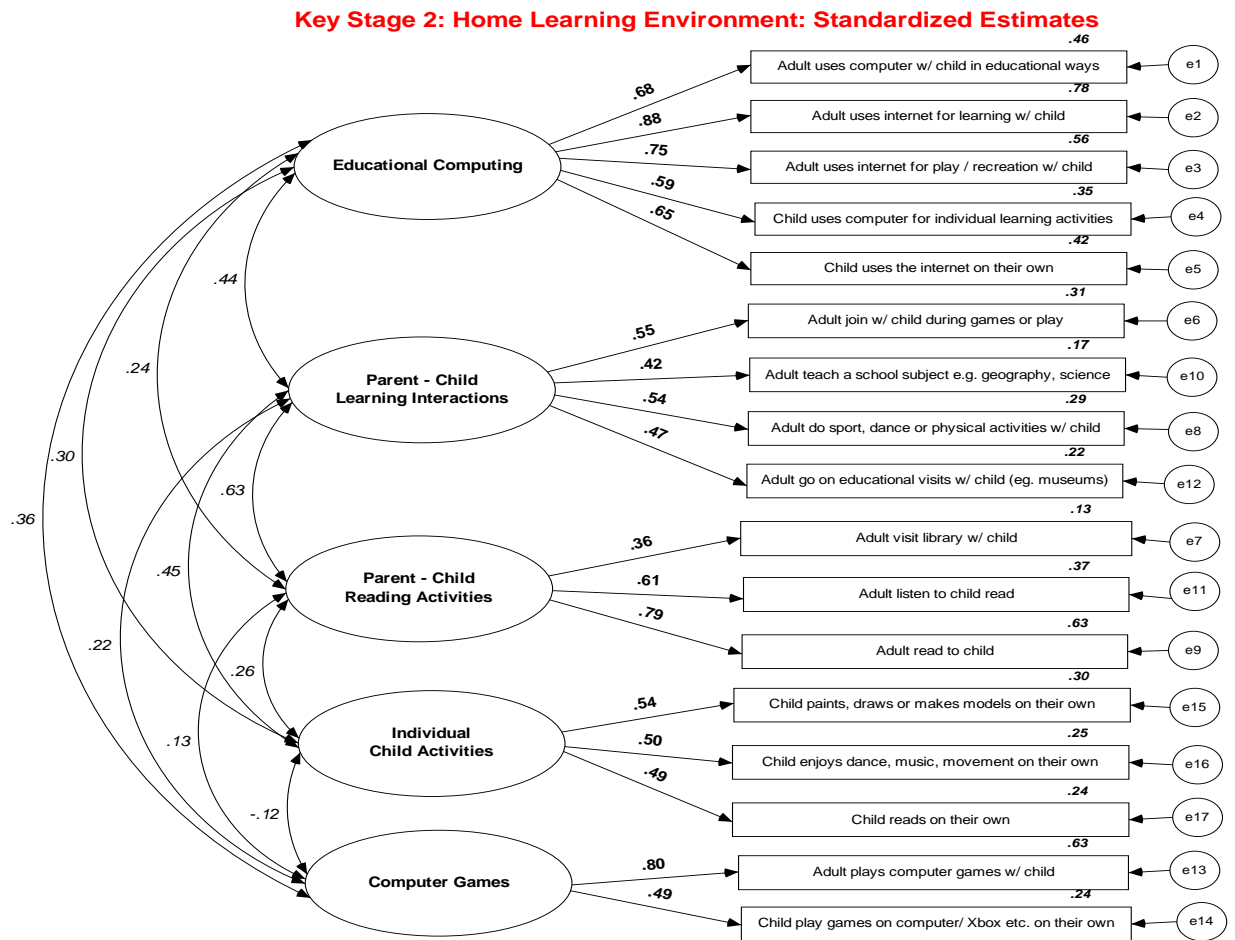 Key Stage 2: Home Learning Environment: Standardized Estimates
.46
Adult uses computer w/ child in educational ways
e1
.68
.78
Adult uses internet for learning w/ child
e2
.88
Educational Computing
.56
Adult uses internet for play / recreation w/ child
e3
.75
.35
Child uses computer for individual learning activities
e4
.59
.42
Child uses the internet on their own
e5
.65
.44
.31
Adult join w/ child during games or play
e6
.55
.24
Parent - Child
Learning Interactions
.17
Adult teach a school subject e.g. geography, science
e10
.42
.29
Adult do sport, dance or physical activities w/ child
e8
.54
.22
Adult go on educational visits w/ child (eg. museums)
e12
.47
.30
.63
.36
.13
Adult visit library w/ child
e7
.36
.45
Parent - Child
Reading Activities
.37
Adult listen to child read
e11
.61
.63
Adult read to child
e9
.79
.22
.26
.30
Child paints, draws or makes models on their own
e15
.54
.13
Individual
Child Activities
.25
Child enjoys dance, music, movement on their own
e16
.50
.24
Child reads on their own
e17
.49
-.12
.63
Adult plays computer games w/ child
e13
.80
Computer Games
.24
Child play games on computer/ Xbox etc. on their own
e14
.49